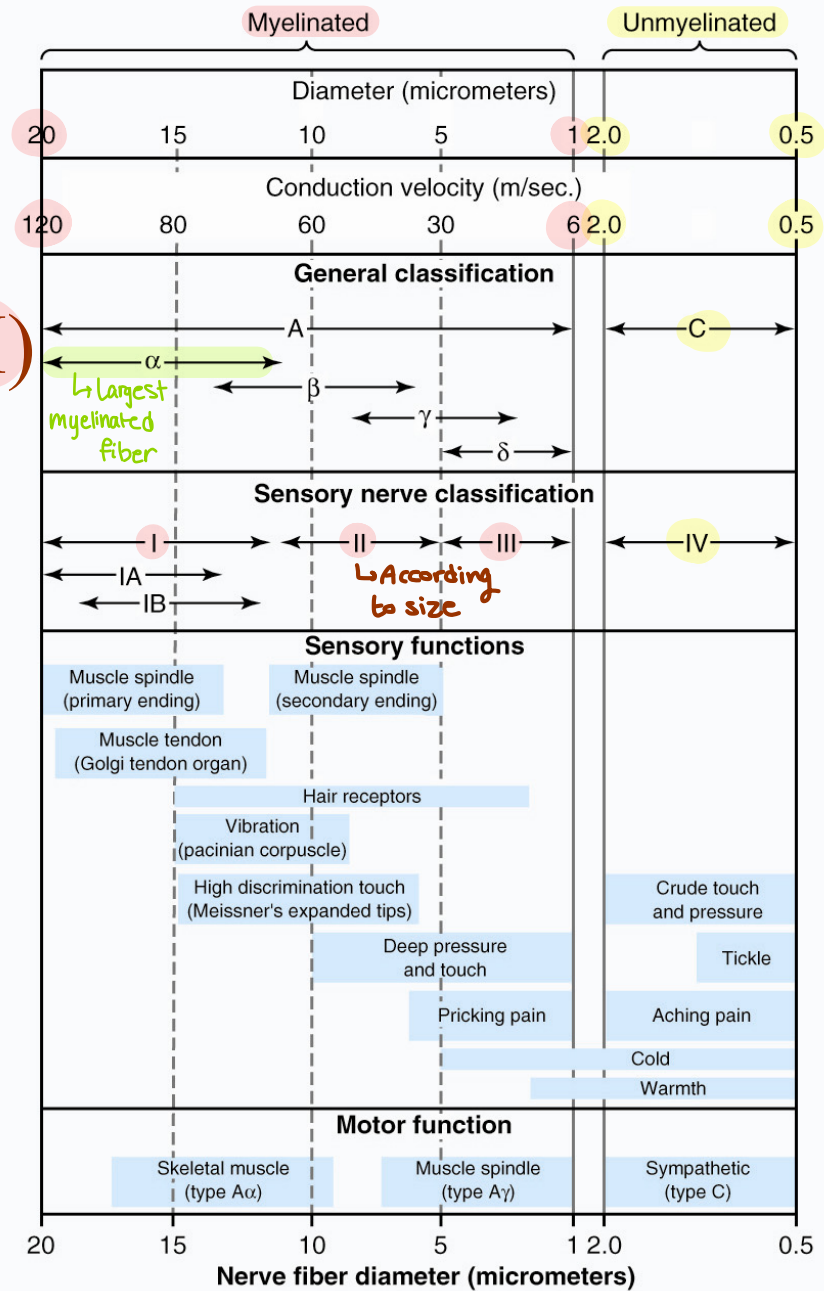 Myelinated Unmyelinated
Diameter (micrometers)
20 15 10 5 1 2.0 0.5
Conduction velocity (m/sec.)
120 80 60 30 6 2.0 0.5
General classification
A C
)
α
↳ Largest
myelinated
fiber
β
γ
δ
Sensory nerve classification
I II III IV
IA
↳ According
to size
IB
Sensory functions
Muscle spindle
(primary ending)
Muscle spindle
(secondary ending)
Muscle tendon
(Golgi tendon organ)
Hair receptors
Vibration
(pacinian corpuscle)
High discrimination touch
(Meissner's expanded tips)
Crude touch
and pressure
Deep pressure
and touch
Tickle
Pricking pain
Aching pain
Cold
Warmth
Motor function
Skeletal muscle
(type Aα)
Muscle spindle
(type Aγ)
Sympathetic
(type C)
20 15 10 5 1 2.0 0.5
Nerve fiber diameter (micrometers)